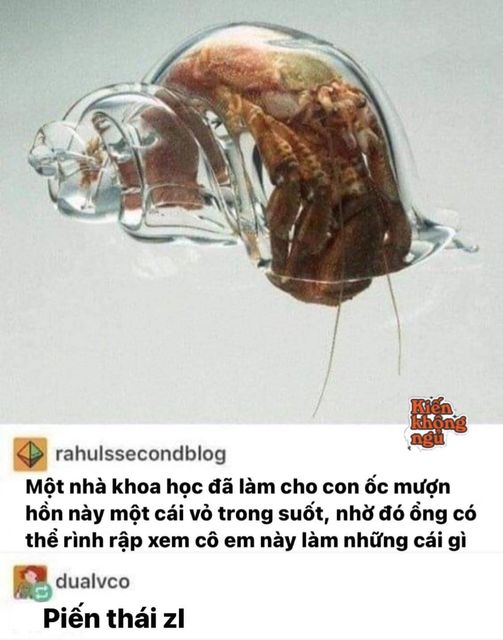 Kiến
không
ngủ
rahulssecondblog
Một nhà khoa học đã làm cho con ốc mượn
hồn này một cái vỏ trong suốt, nhờ đó ổng có
thể rình rập xem cô em này làm những cái gì
dualvco
Piến thái zl